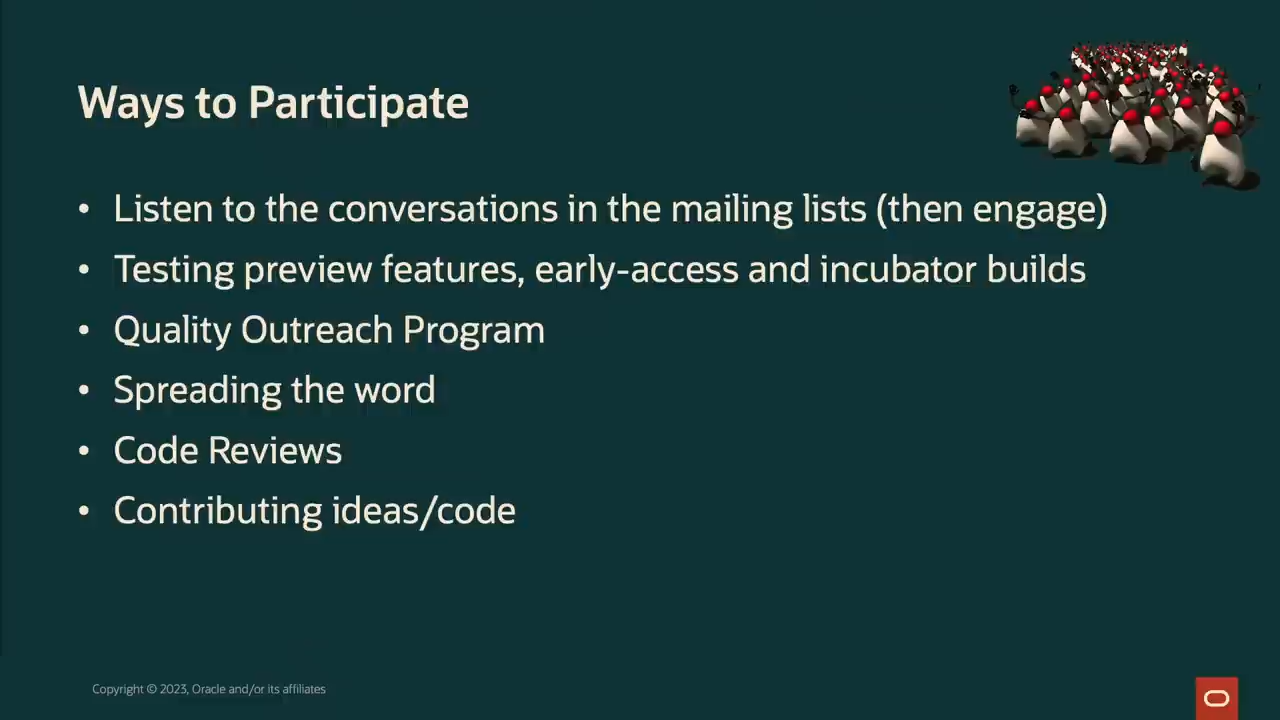 Ways to Participate
• Listen to the conversations in the mailing lists (then engage)
• Testing preview features, early-access and incubator builds
• Quality Outreach Program
• Spreading the word
• Code Reviews
• Contributing ideas/code
Copyright © 2023, Oracle and/or its affiliates